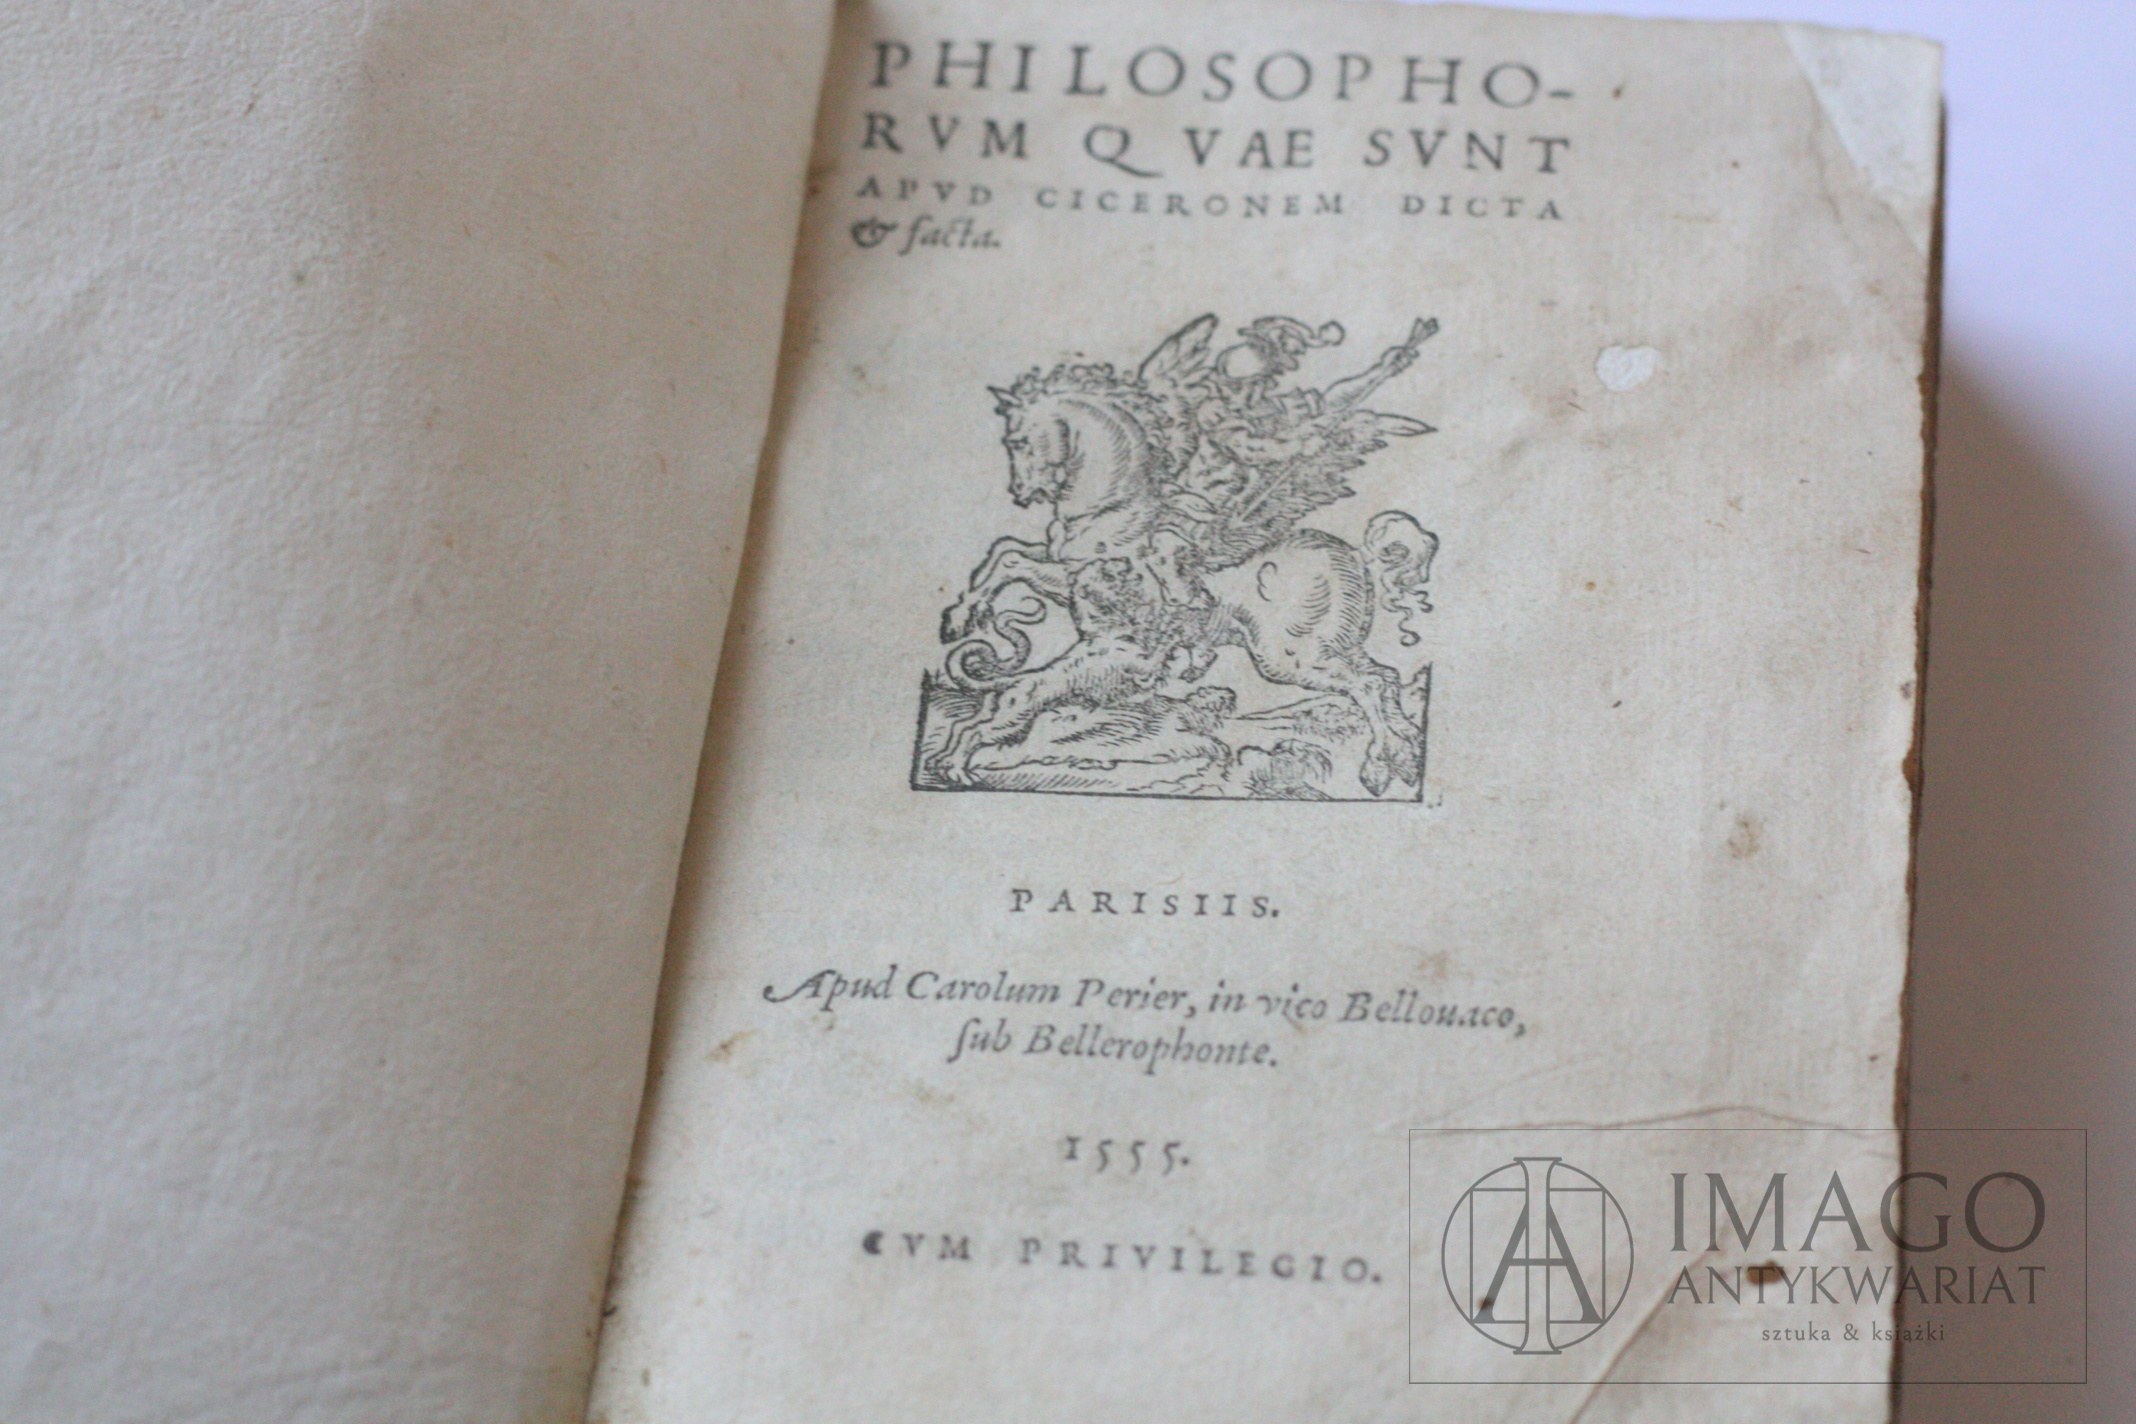 PHILOSOPHO-
RVM QVAE SVNT
APVD CICERONEM DICTA
& facta.
PARISIIS.
Apud Carolum Perier, in vico Bellouaco,
ſub Bellerophonte.
1555.
CVM PRIVILEGIO.
IMAGO
ANTYKWARIAT
sztuka & książki